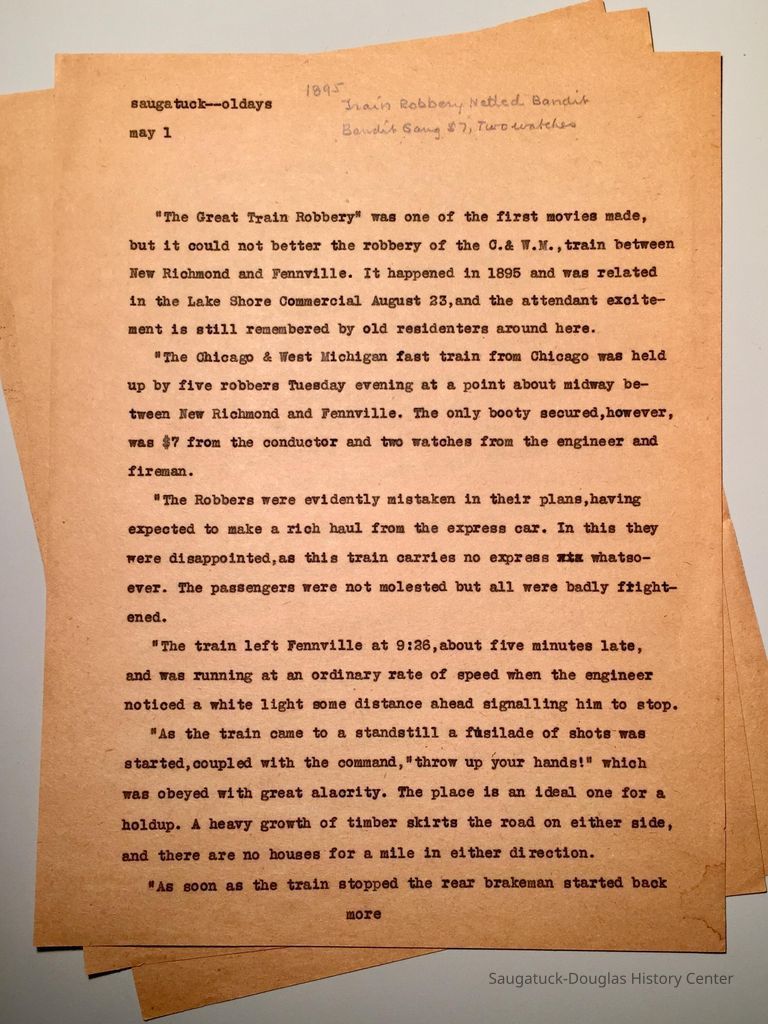 saugatuck--oldays
may 1
1895
Train Robbery Netted Bandit
Bandit Gang $7, Two watches
"The Great Train Robbery" was one of the first movies made,
but it could not better the robbery of the C.& W.M.,train between
New Richmond and Fennville. It happened in 1895 and was related
in the Lake Shore Commercial August 23,and the attendant excite-
ment is still remembered by old residenters around here.
"The Chicago & West Michigan fast train from Chicago was held
up by five robbers Tuesday evening at a point about midway be-
tween New Richmond and Fennville. The only booty secured,however,
was $7 from the conductor and two watches from the engineer and
fireman.
"The Robbers were evidently mistaken in their plans,having
expected to make a rich haul from the express car. In this they
were disappointed,as this train carries no express whatso-
ever. The passengers were not molested but all were badly fright-
ened.
"The train left Fennville at 9:26,about five minutes late,
and was running at an ordinary rate of speed when the engineer
noticed a white light some distance ahead signalling him to stop.
"As the train came to a standstill a fusilade of shots was
started,coupled with the command,"throw up your hands!" which
was obeyed with great alacrity. The place is an ideal one for a
holdup. A heavy growth of timber skirts the road on either side,
and there are no houses for a mile in either direction.
"As soon as the train stopped the rear brakeman started back
more
Saugatuck-Douglas History Center